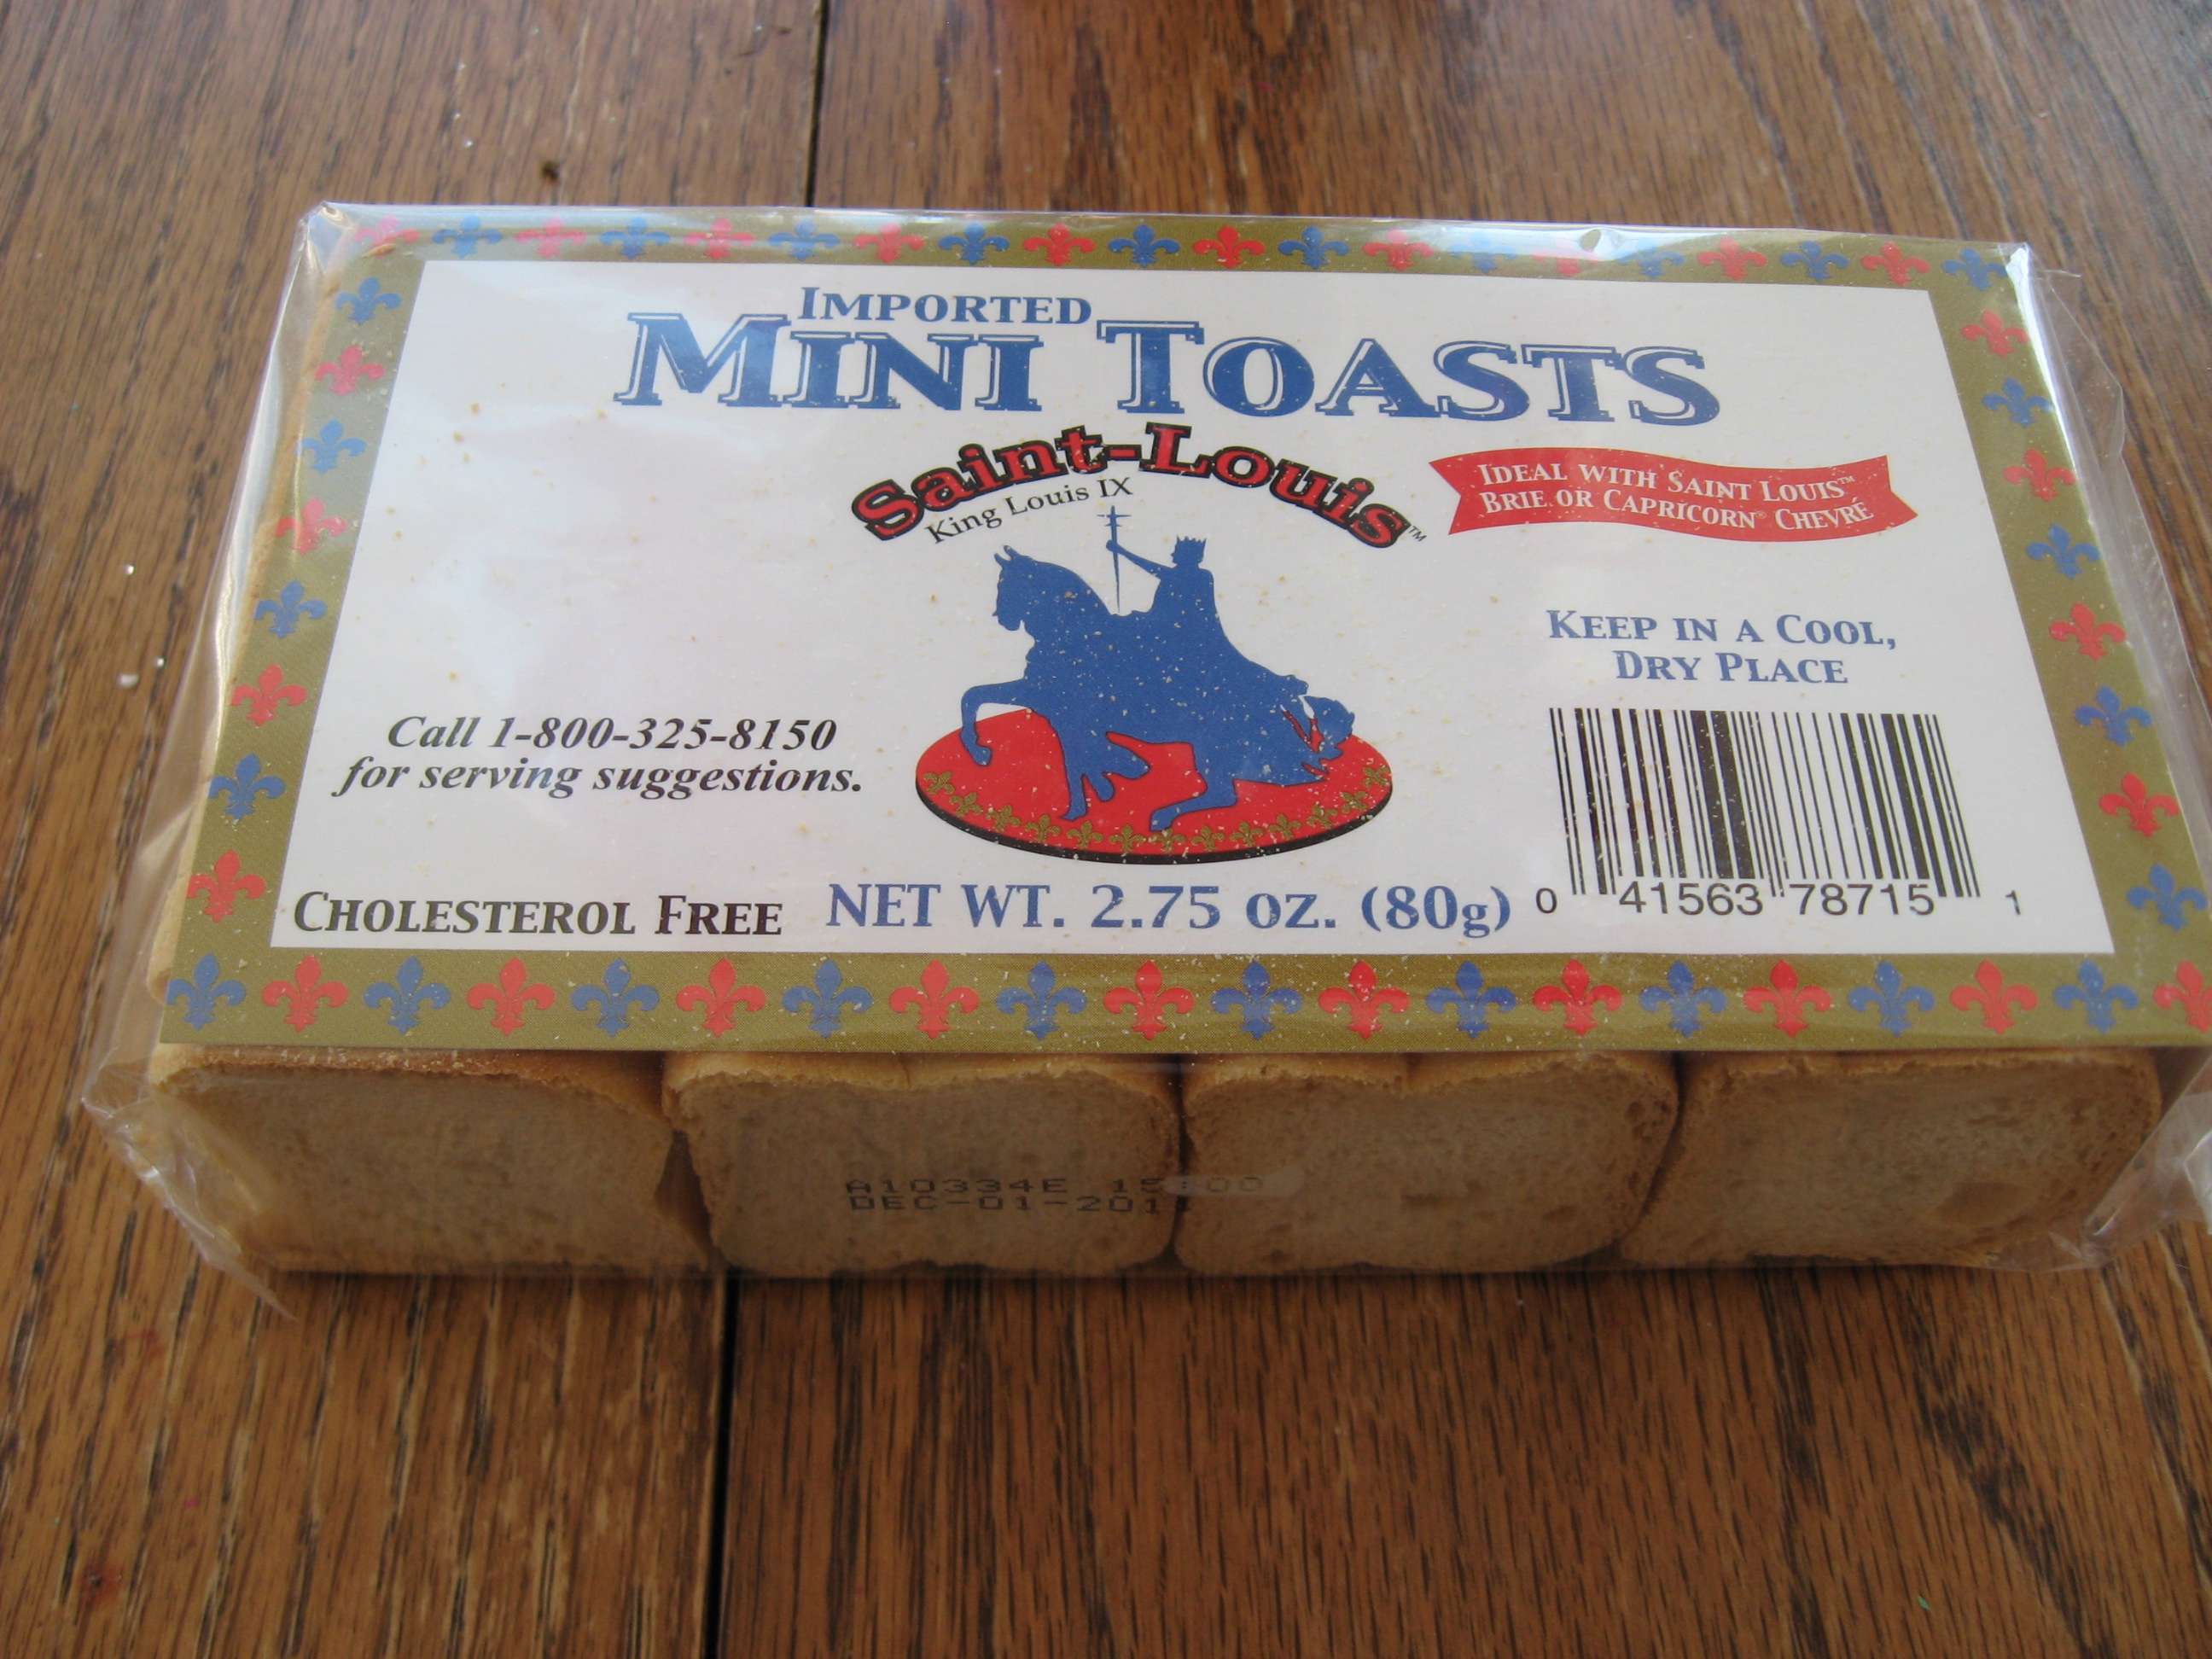 IMPORTED
MINI TOASTS
Saint-Louis™
King Louis IX
IDEAL WITH SAINT LOUIS™
BRIE OR CAPRICORN® CHEVRÉ
KEEP IN A COOL,
DRY PLACE
Call 1-800-325-8150
for serving suggestions.
CHOLESTEROL FREE
NET WT. 2.75 OZ. (80g)
0 41563 78715 1
A10334E
DEC-01-2011